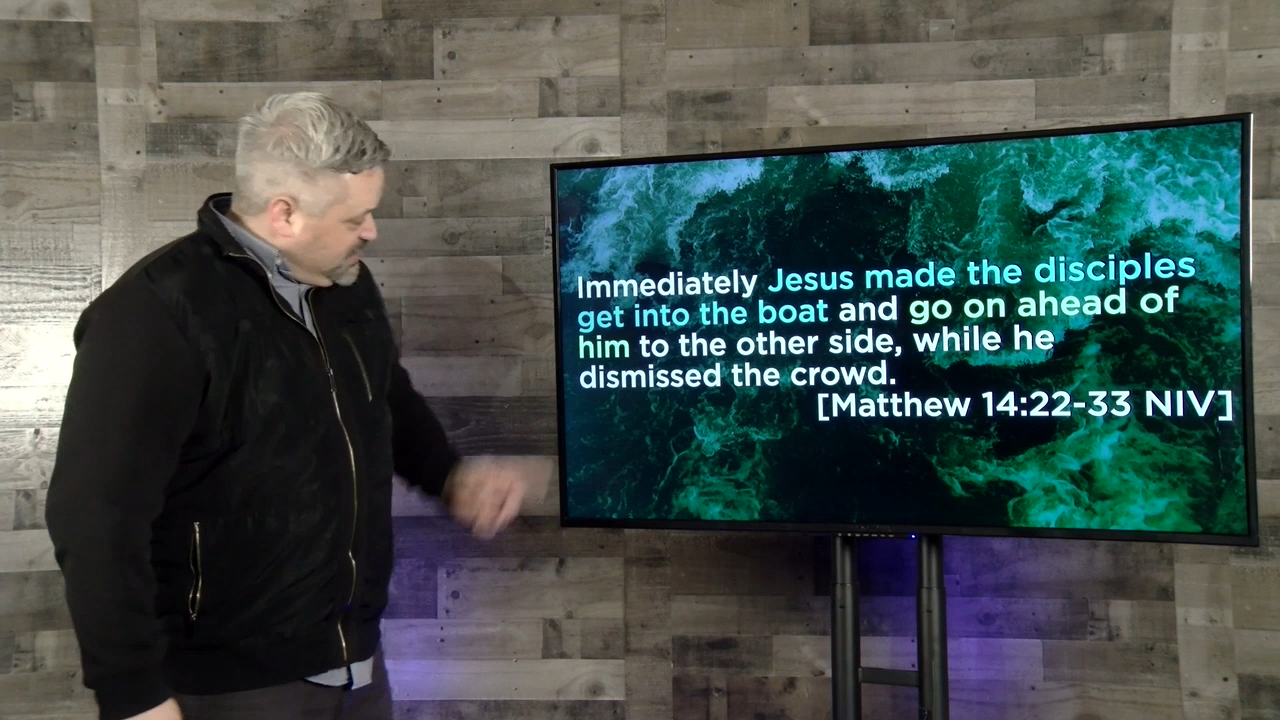 Immediately Jesus made the disciples
get into the boat and go on ahead of
him to the other side, while he
dismissed the crowd.
[Matthew 14:22-33 NIV]